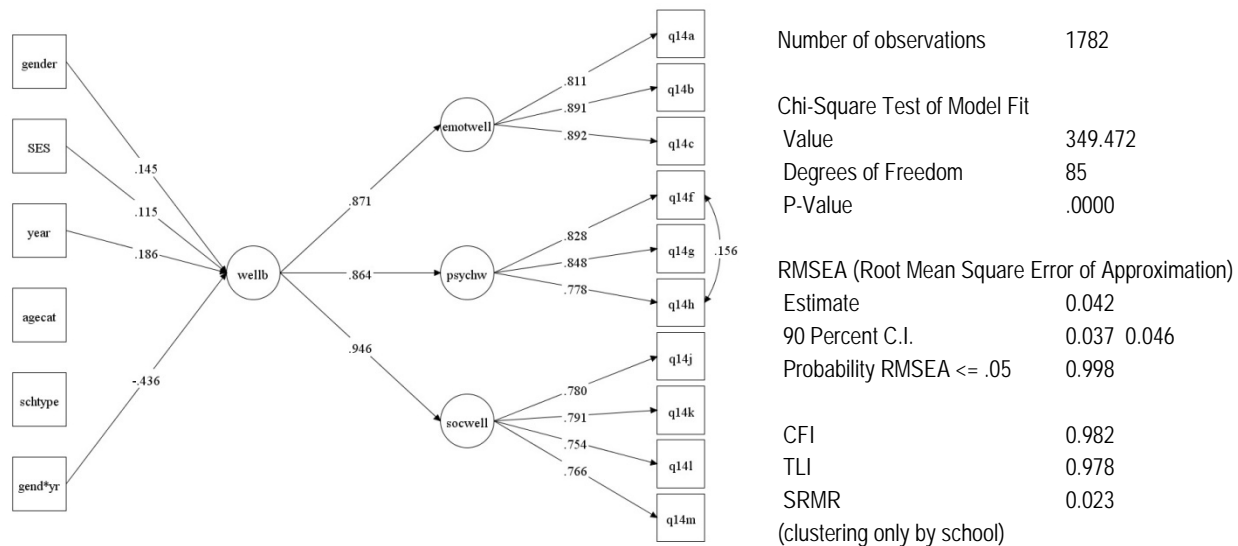 gender
SES
year
agecat
schtype
gend*yr
.145
.115
.186
-.436
wellb
.871
.864
.946
emotwell
psychw
socwell
.811
.891
.892
.828
.848
.778
.780
.791
.754
.766
q14a
q14b
q14c
q14f
q14g
q14h
q14j
q14k
q14l
q14m
.156
Number of observations 1782
Chi-Square Test of Model Fit
Value 349.472
Degrees of Freedom 85
P-Value .0000
RMSEA (Root Mean Square Error of Approximation)
Estimate 0.042
90 Percent C.I. 0.037 0.046
Probability RMSEA <= .05 0.998
CFI 0.982
TLI 0.978
SRMR 0.023
(clustering only by school)